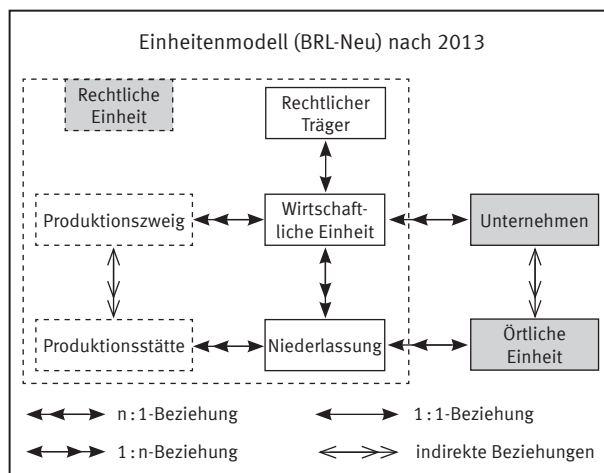 Einheitenmodell (BRL-Neu) nach 2013
Rechtliche
Einheit
Rechtlicher
Träger
Produktionszweig
Wirtschaft-
liche Einheit
Unternehmen
Produktionsstätte
Niederlassung
Örtliche
Einheit
n:1-Beziehung
1:1-Beziehung
1:n-Beziehung
indirekte Beziehungen